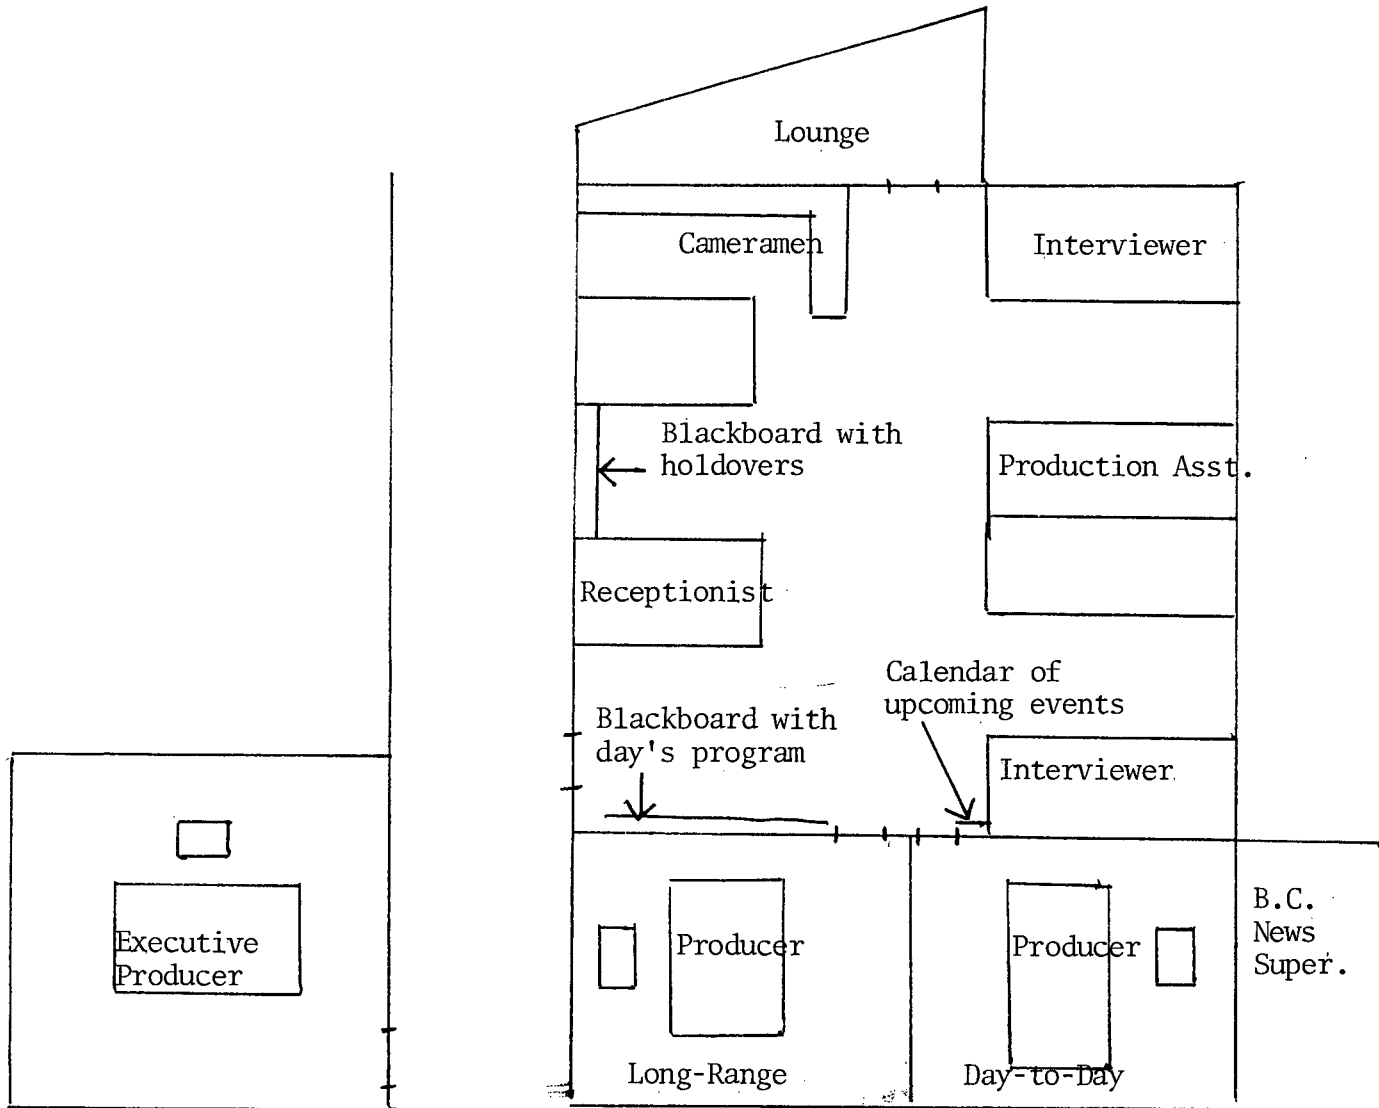 Lounge
Cameramen
Interviewer
Blackboard with
holdovers
Production Asst.
Receptionist
Calendar of
upcoming events
Blackboard with
day's program
Interviewer
Executive
Producer
Producer
Long-Range
Producer
Day-to-Day
B.C.
News
Super.